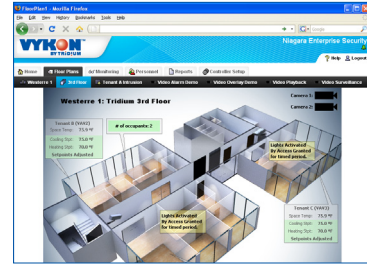 FloorPlan1 - Mozilla Firefox
File Edit View History Bookmarks Tools Help
VYKON
BY TRIDIUM
Niagara Enterprise Security
Help Logout
Home Floor Plans Monitoring Personnel Reports Controller Setup
Westerre 1 3rd Floor Tenant A Intrusion Video Alarm Demo Video Overlay Demo Video Playback Video Surveillance
Westerre 1: Tridium 3rd Floor
Camera 1:
Camera 2:
Tenant B (VAV2)
Space Temp: 73,9 °F
Cooling Stpt: 75,0 °F
Heating Stpt: 70,0 °F
Setpoints Adjusted
# of occupants: 2
Lights Activated
By Access Granted
for timed period.
Lights Activated
By Access Granted
for timed period.
Tenant C (VAV3)
Space Temp: 73,9 °F
Cooling Stpt: 75,0 °F
Heating Stpt: 70,0 °F
Setpoints Adjusted